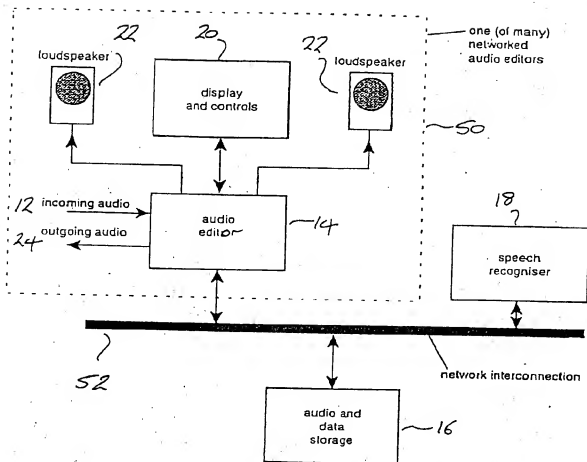 22
loudspeaker
20
display
and controls
22
loudspeaker
one (of many)
networked
audio editors
50
12
incoming audio
24
outgoing audio
audio
editor
14
18
speech
recogniser
52
network interconnection
audio and
data
storage
16